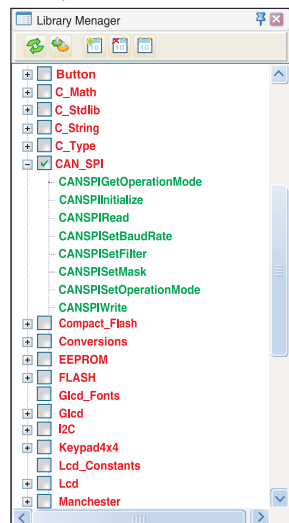 Library Menager
Button
C_Math
C_Stdlib
C_String
C_Type
CAN_SPI
CANSPIGetOperationMode
CANSPIInitialize
CANSPIRead
CANSPISetBaudRate
CANSPISetFilter
CANSPISetMask
CANSPISetOperationMode
CANSPIWrite
Compact_Flash
Conversions
EEPROM
FLASH
Glcd_Fonts
Glcd
I2C
Keypad4x4
Lcd_Constants
Lcd
Manchester